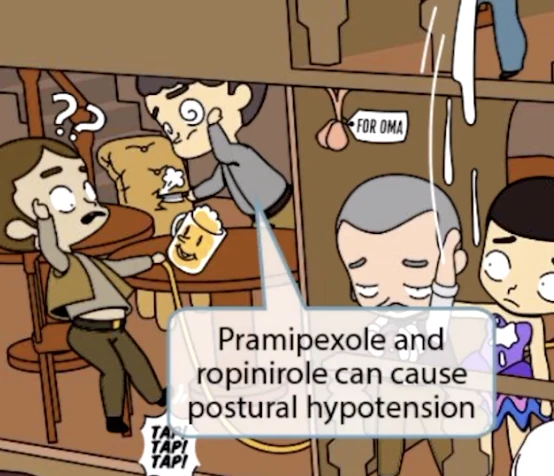 ??
FOR OMA
Pramipexole and
ropinirole can cause
postural hypotension
TAP!
TAP!
TAP!